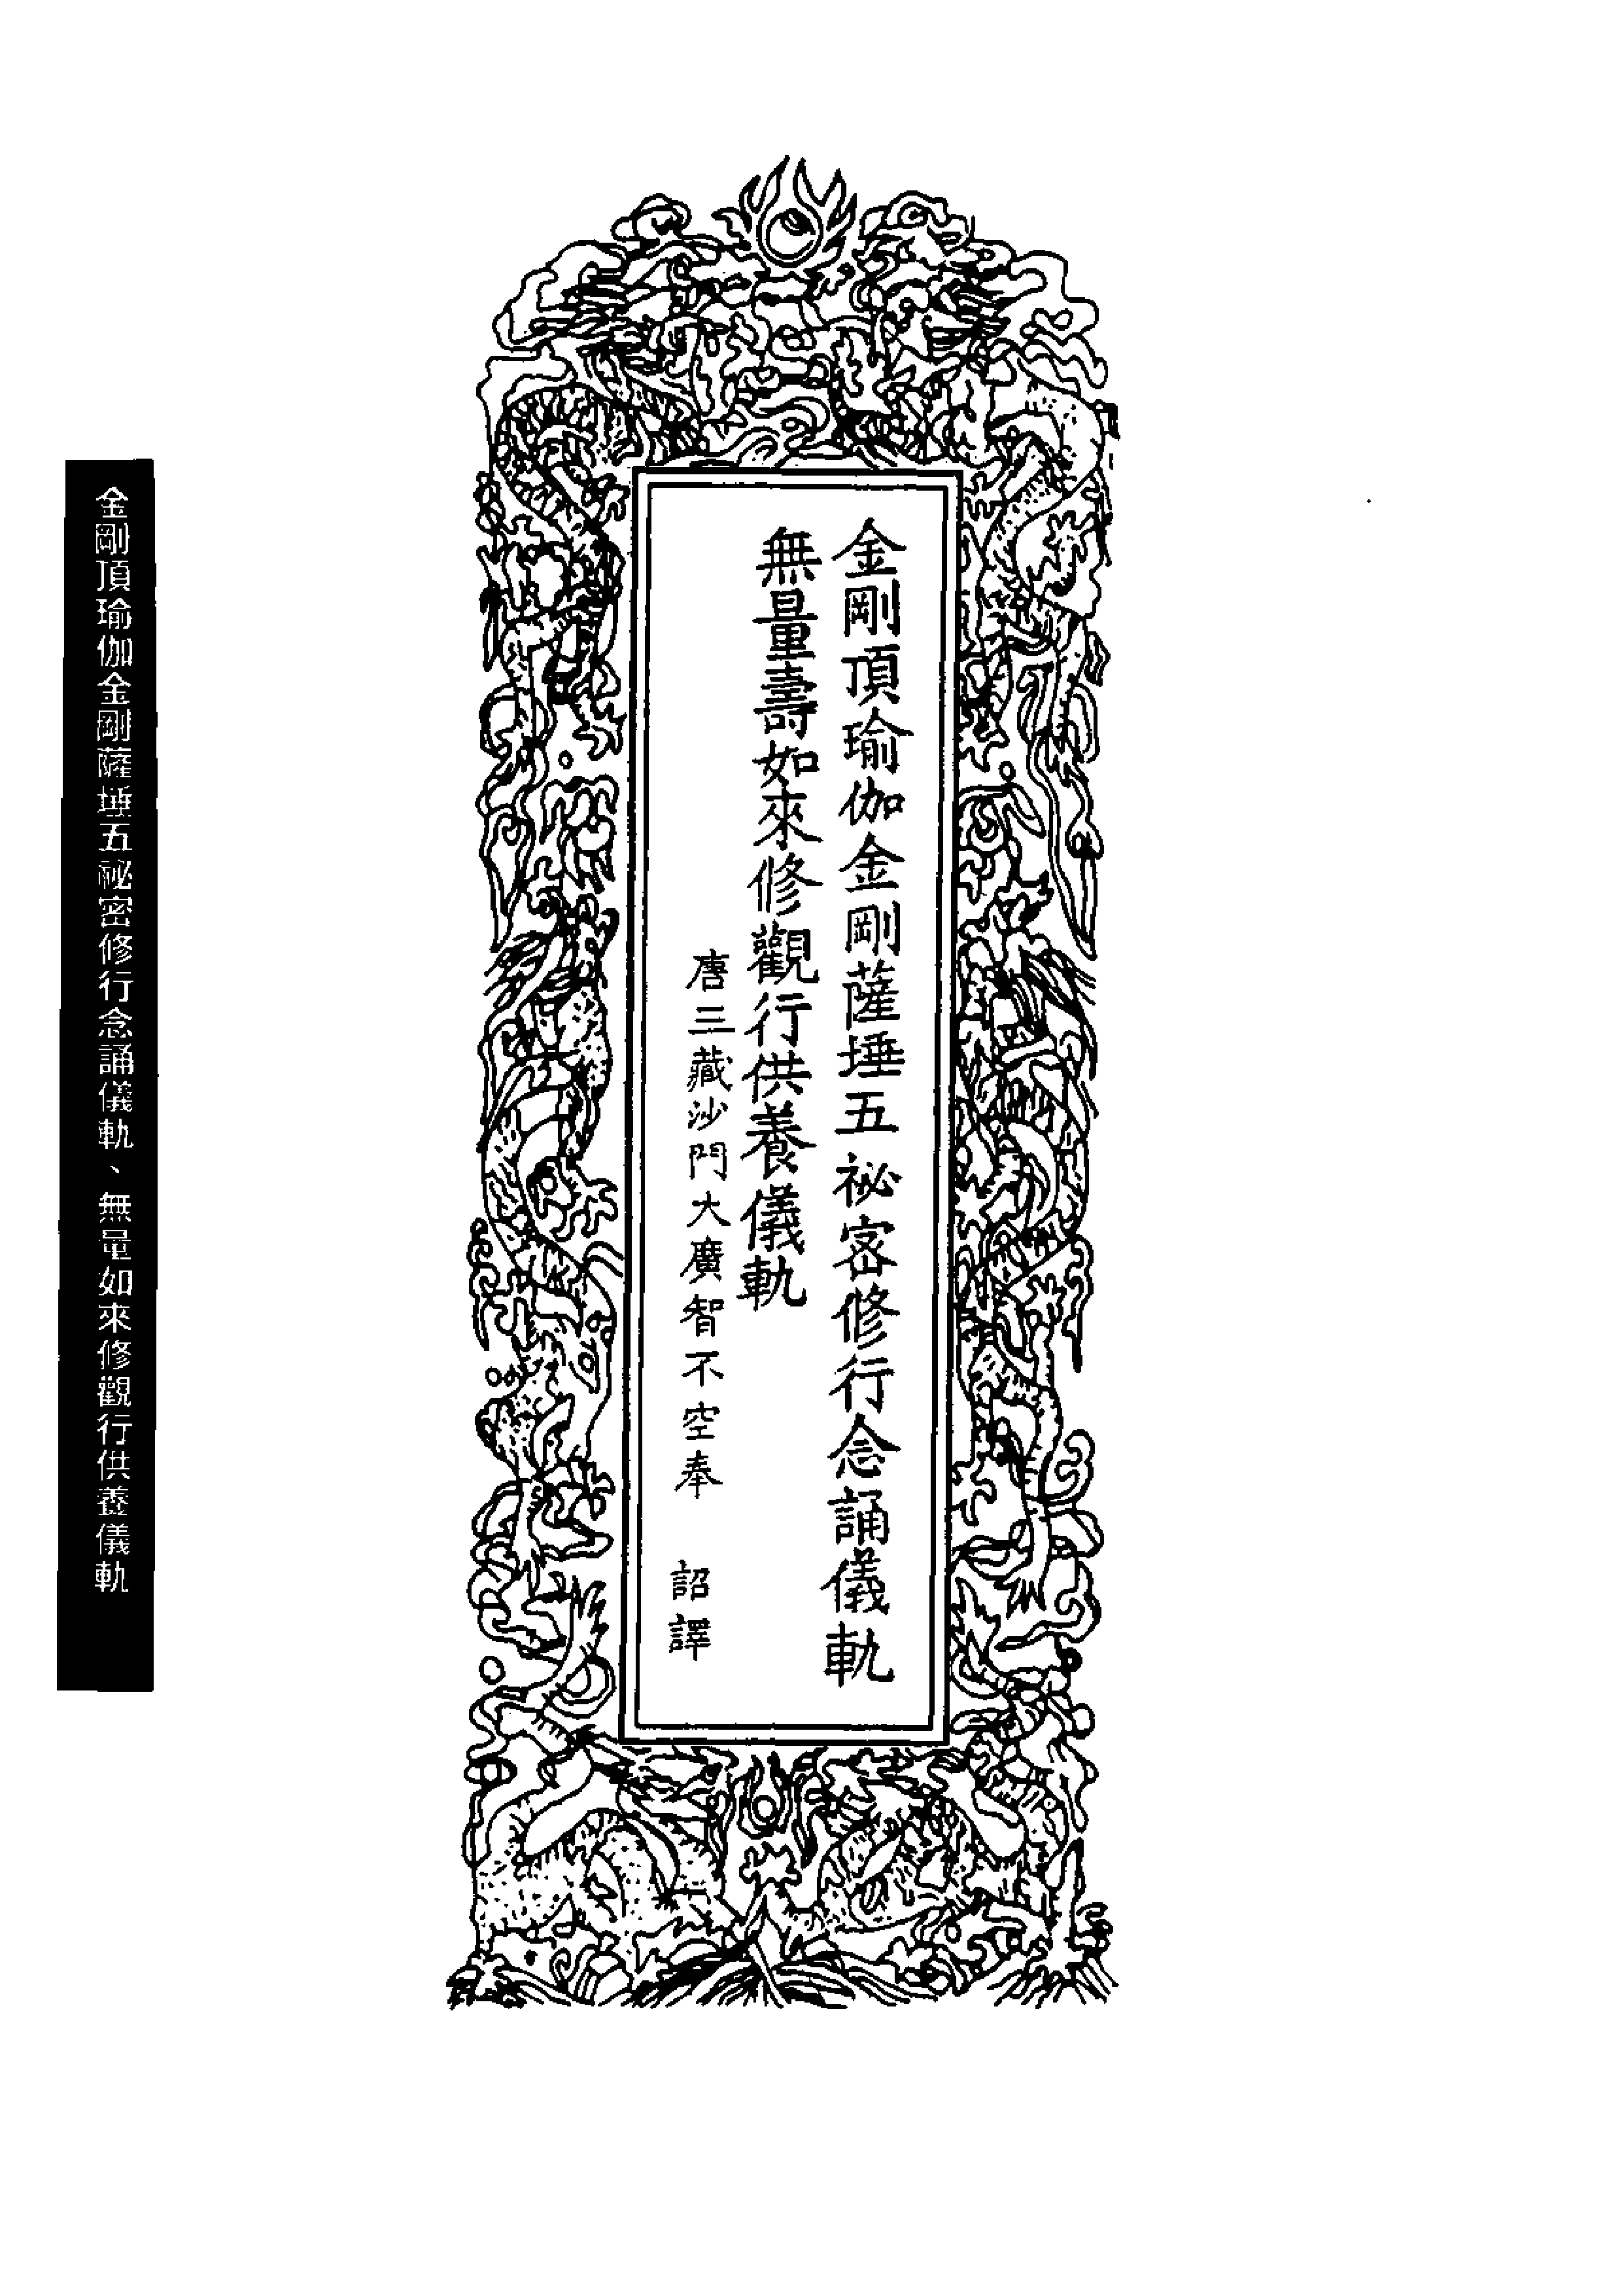 金剛頂瑜伽金剛薩埵五祕密修行念誦儀軌
無量壽如來修觀行供養儀軌
唐三藏沙門大廣智不空奉 詔譯
金剛頂瑜伽金剛薩埵五祕密修行念誦儀軌、無量如來修觀行供養儀軌